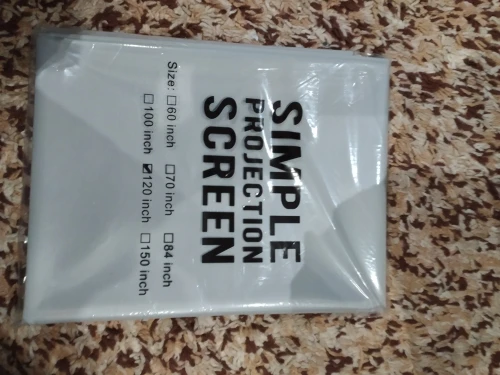 SIMPLE
PROJECTION
SCREEN
Size: ☐60 inch ☐70 inch ☐84 inch
☐100 inch ☑120 inch ☐150 inch